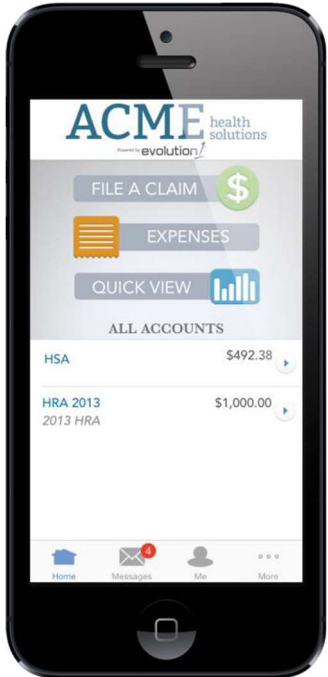 ACME health solutions
Powered by evolution1
FILE A CLAIM $
EXPENSES
QUICK VIEW
ALL ACCOUNTS
HSA $492.38
HRA 2013 $1,000.00
2013 HRA
4
Home Messages Me More